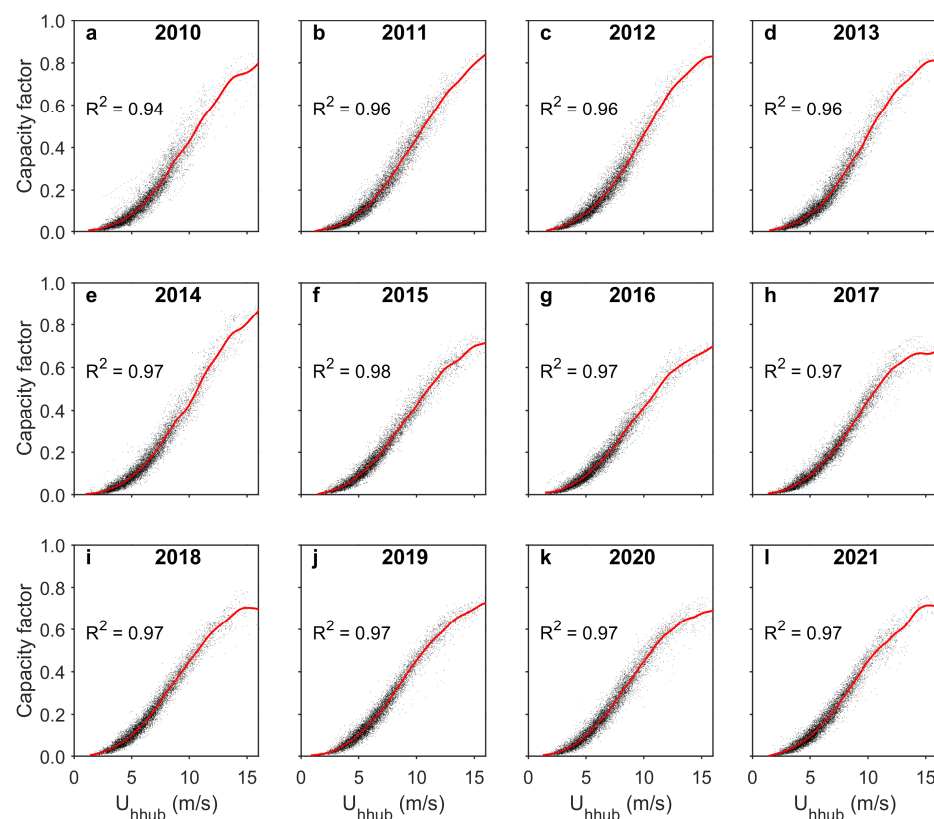 a 2010
b 2011
c 2012
d 2013
1.0
0.8
0.6
0.4
0.2
0.0
Capacity factor
R² = 0.94
R² = 0.96
R² = 0.96
R² = 0.96
e 2014
f 2015
g 2016
h 2017
1.0
0.8
0.6
0.4
0.2
0.0
Capacity factor
R² = 0.97
R² = 0.98
R² = 0.97
R² = 0.97
i 2018
j 2019
k 2020
l 2021
1.0
0.8
0.6
0.4
0.2
0.0
Capacity factor
R² = 0.97
R² = 0.97
R² = 0.97
R² = 0.97
0 5 10 15
0 5 10 15
0 5 10 15
0 5 10 15
U_hhub (m/s)
U_hhub (m/s)
U_hhub (m/s)
U_hhub (m/s)